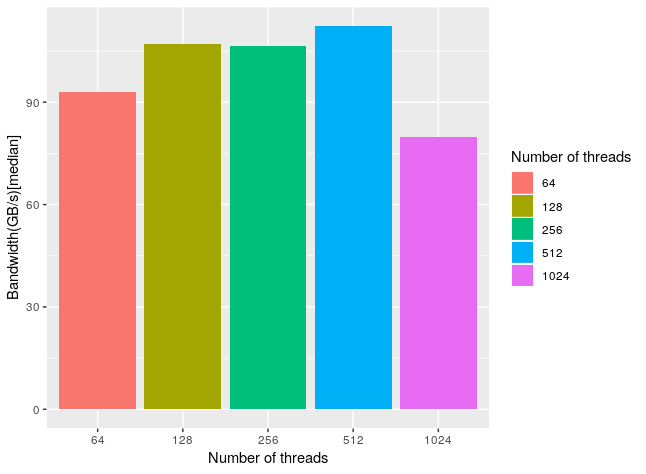 Bandwidth(GB/s)[median]
90
60
30
0
64 128 256 512 1024
Number of threads
Number of threads
64
128
256
512
1024